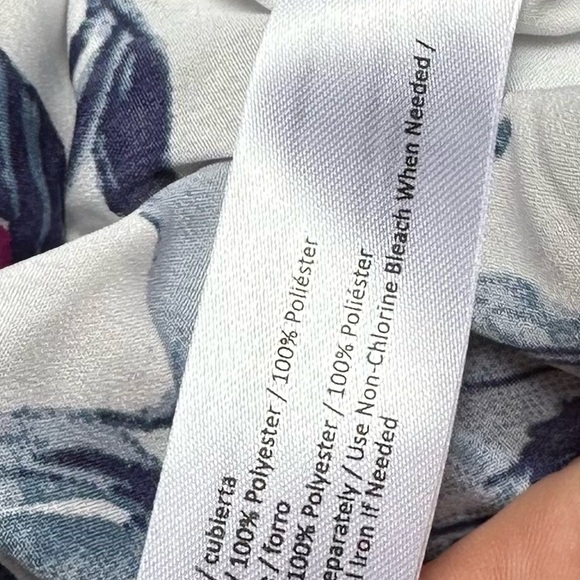 / cubierta
/ 100% Polyester / 100% Poliéster
/ forro
100% Polyester / 100% Poliéster
eparately / Use Non-Chlorine Bleach When Needed /
l Iron If Needed